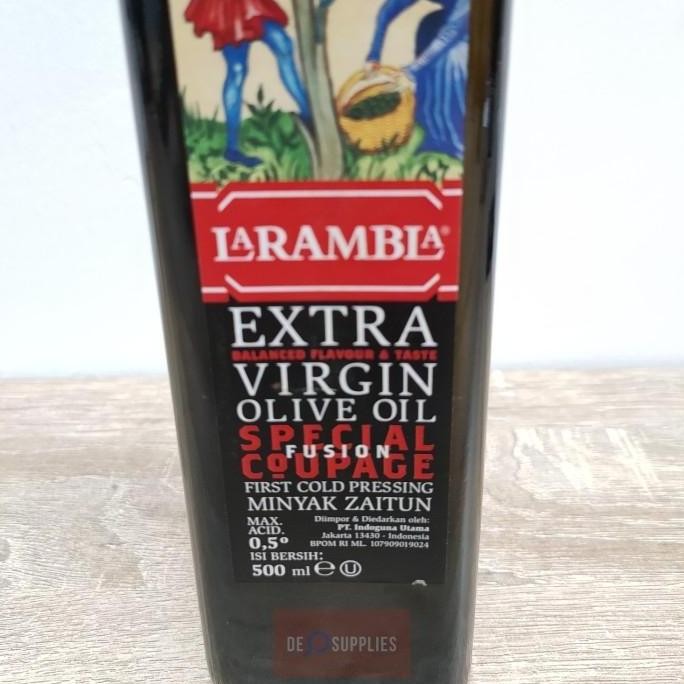 LARAMBLA®
EXTRA
BALANCED FLAVOUR & TASTE
VIRGIN
OLIVE OIL
SPECIAL
FUSION
COUPAGE
FIRST COLD PRESSING
MINYAK ZAITUN
MAX.
ACID.
0,5º
Diimpor & Diedarkan oleh:
PT. Indoguna Utama
Jakarta 13430 - Indonesia
BPOM RI ML. 107909019024
ISI BERSIH:
500 ml ℮ U
DE SUPPLIES